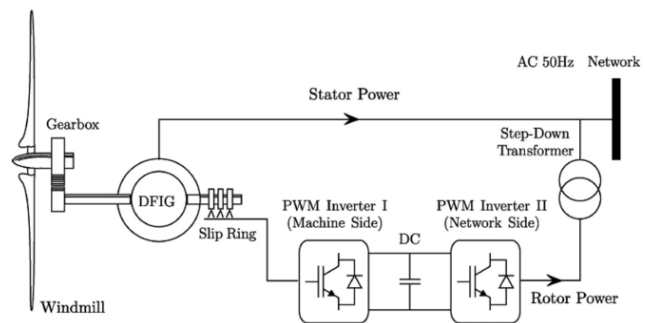 AC 50Hz Network
Stator Power
Gearbox
Step-Down
Transformer
DFIG
PWM Inverter I
(Machine Side)
PWM Inverter II
(Network Side)
Slip Ring
DC
Rotor Power
Windmill